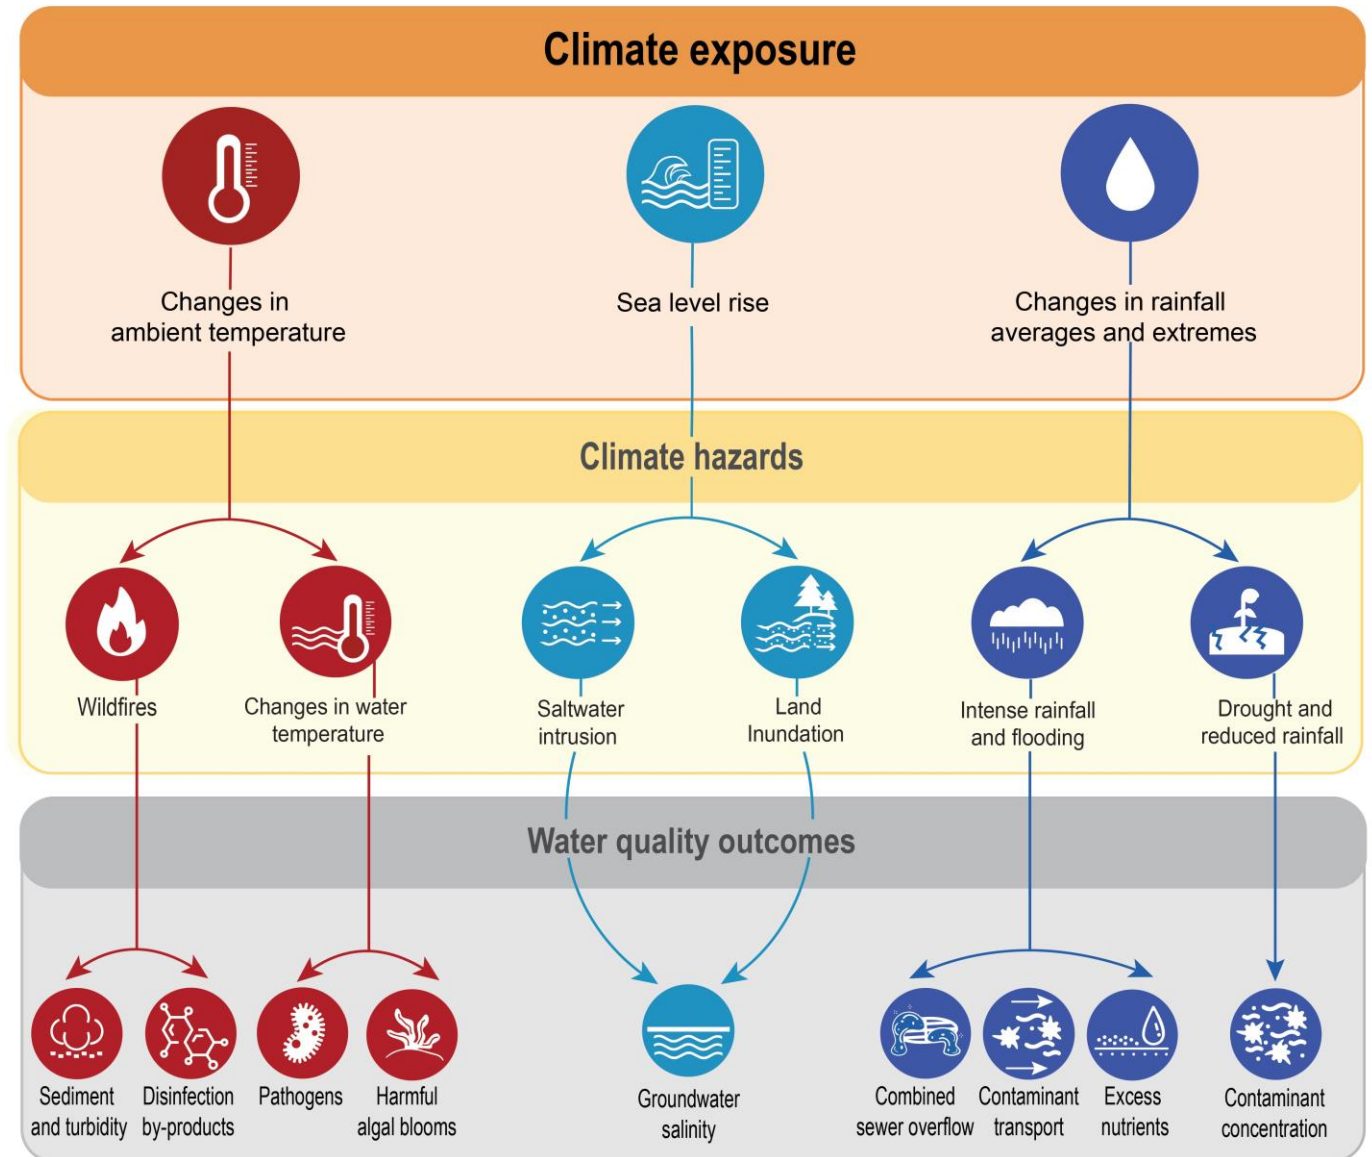 Climate exposure
Changes in
ambient temperature
Sea level rise
Changes in rainfall
averages and extremes
Climate hazards
Wildfires
Changes in water
temperature
Saltwater
intrusion
Land
Inundation
Intense rainfall
and flooding
Drought and
reduced rainfall
Water quality outcomes
Sediment
and turbidity
Disinfection
by-products
Pathogens
Harmful
algal blooms
Groundwater
salinity
Combined
sewer overflow
Contaminant
transport
Excess
nutrients
Contaminant
concentration